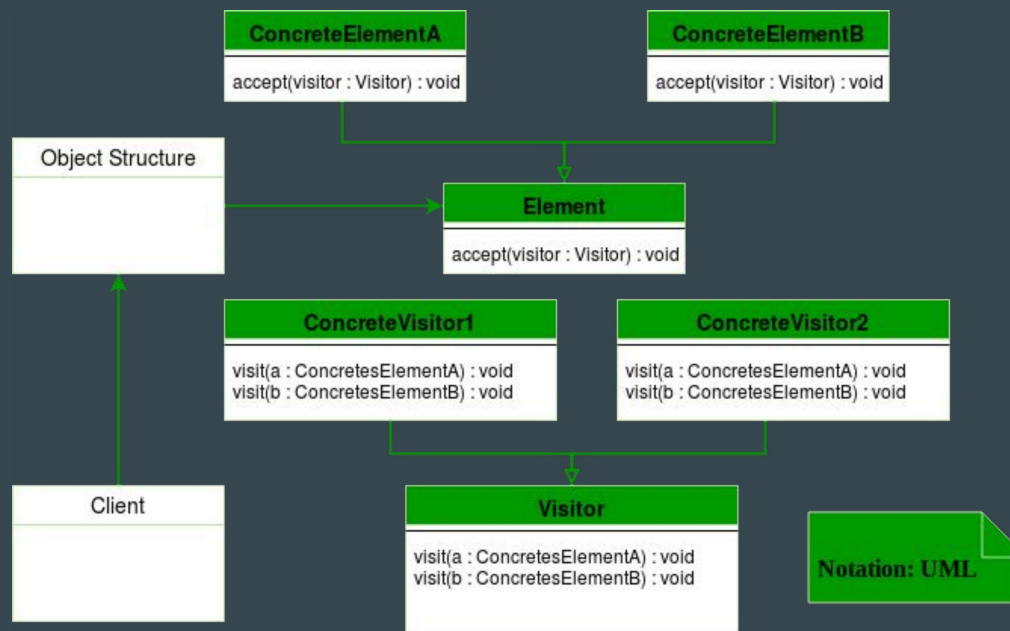 ConcreteElementA
accept(visitor : Visitor) : void
ConcreteElementB
accept(visitor : Visitor) : void
Object Structure
Element
accept(visitor : Visitor) : void
ConcreteVisitor1
visit(a : ConcretesElementA) : void
visit(b : ConcretesElementB) : void
ConcreteVisitor2
visit(a : ConcretesElementA) : void
visit(b : ConcretesElementB) : void
Client
Visitor
visit(a : ConcretesElementA) : void
visit(b : ConcretesElementB) : void
Notation: UML